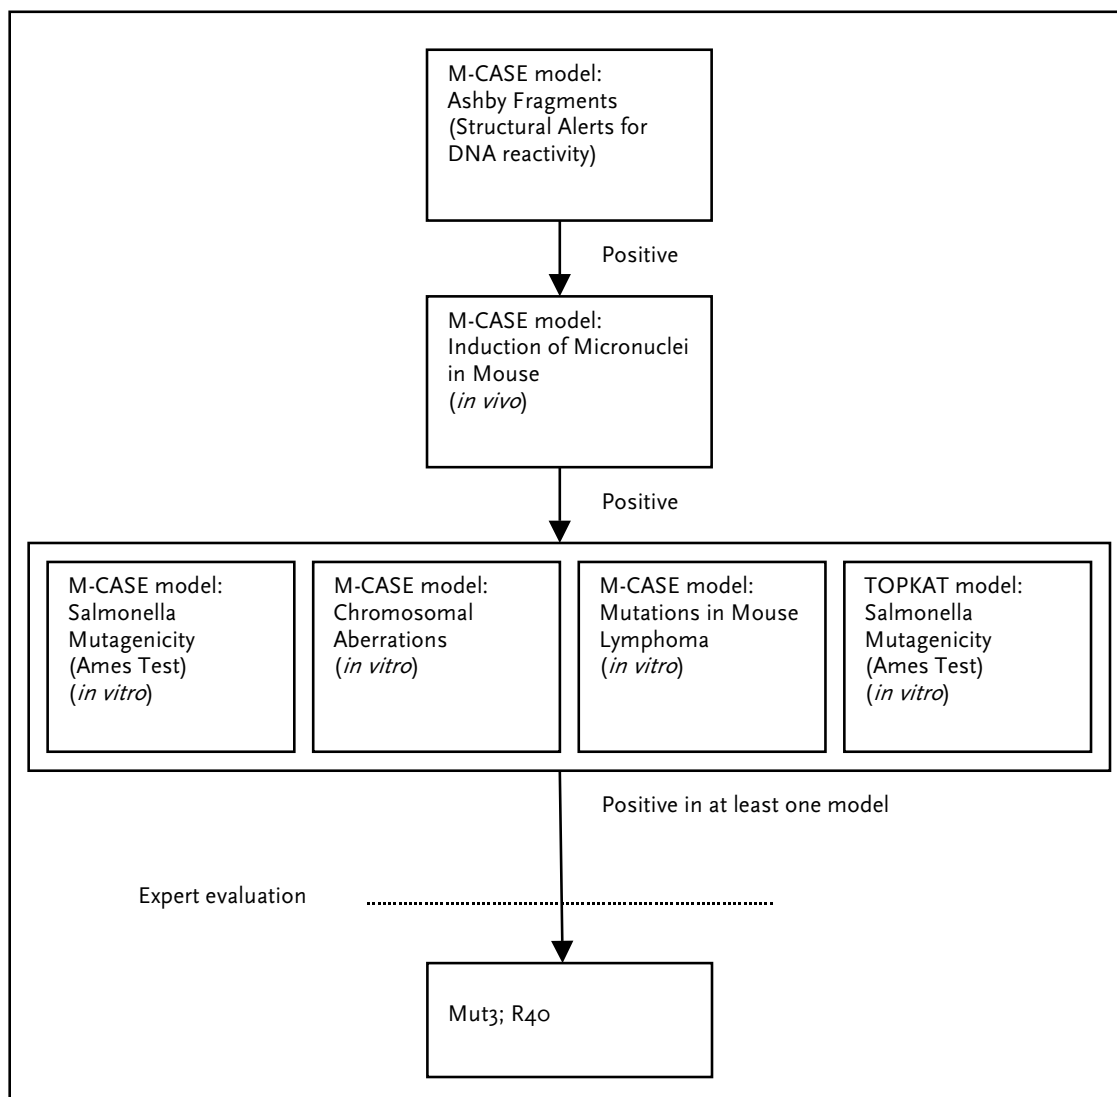 M-CASE model:
Ashby Fragments
(Structural Alerts for
DNA reactivity)
Positive
M-CASE model:
Induction of Micronuclei
in Mouse
(in vivo)
Positive
M-CASE model:
Salmonella
Mutagenicity
(Ames Test)
(in vitro)
M-CASE model:
Chromosomal
Aberrations
(in vitro)
M-CASE model:
Mutations in Mouse
Lymphoma
(in vitro)
TOPKAT model:
Salmonella
Mutagenicity
(Ames Test)
(in vitro)
Positive in at least one model
Expert evaluation
Mut3; R40